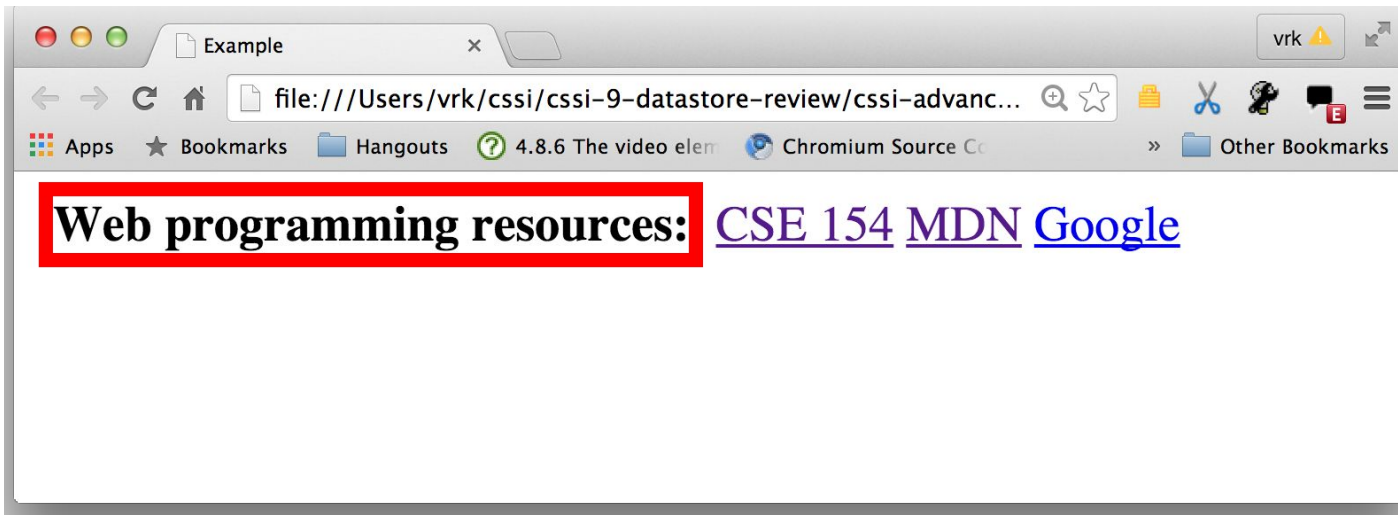 Example
vrk
file:///Users/vrk/cssi/cssi-9-datastore-review/cssi-advanc...
E
Apps Bookmarks Hangouts 4.8.6 The video elem Chromium Source Co » Other Bookmarks
Web programming resources: CSE 154 MDN Google